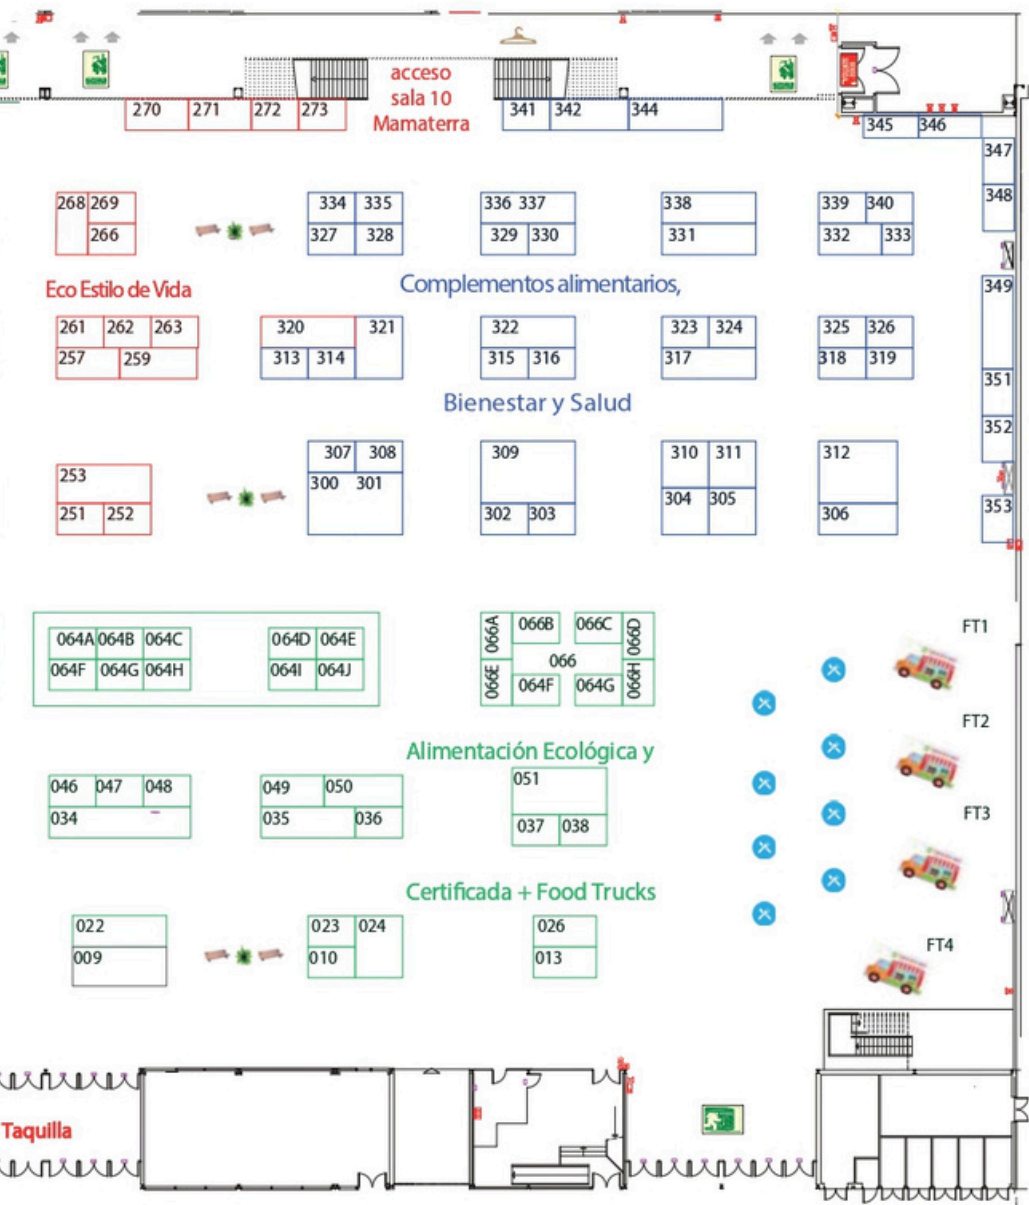 acceso
sala 10
Mamaterra
270 271 272 273
341 342 344
345 346
347
348
268 269
266
334 335
327 328
336 337
329 330
338
331
339 340
332 333
Eco Estilo de Vida
Complementos alimentarios,
349
261 262 263
257 259
320 321
313 314
322
315 316
323 324
317
325 326
318 319
351
352
Bienestar y Salud
253
251 252
307 308
300 301
309
302 303
310 311
304 305
312
306
353
064A 064B 064C
064F 064G 064H
064D 064E
064I 064J
066A 066B 066C 066D
066
066E 064F 064G 066H
FT1
FT2
FT3
FT4
Alimentación Ecológica y
046 047 048
034
049 050
035 036
051
037 038
Certificada + Food Trucks
022
009
023 024
010
026
013
Taquilla